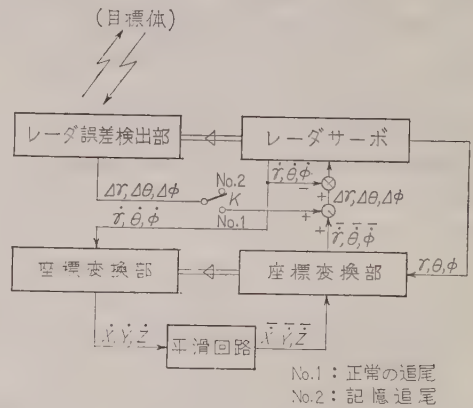 (目標体)
レーダ誤差検出部
レーダサーボ
γ̇,θ̇,φ̇
−
No.2
K
No.1
Δγ,Δθ,Δφ
γ̇,θ̇,φ̇
Δγ,Δθ,Δφ
+
+
+
γ̇̄,θ̇̄,φ̇̄
座標変換部
座標変換部
γ,θ,φ
Ẋ,Ẏ,Ż
平滑回路
Ẋ̄,Ẏ̄,Ż̄
No.1:正常の追尾
No.2:記憶追尾